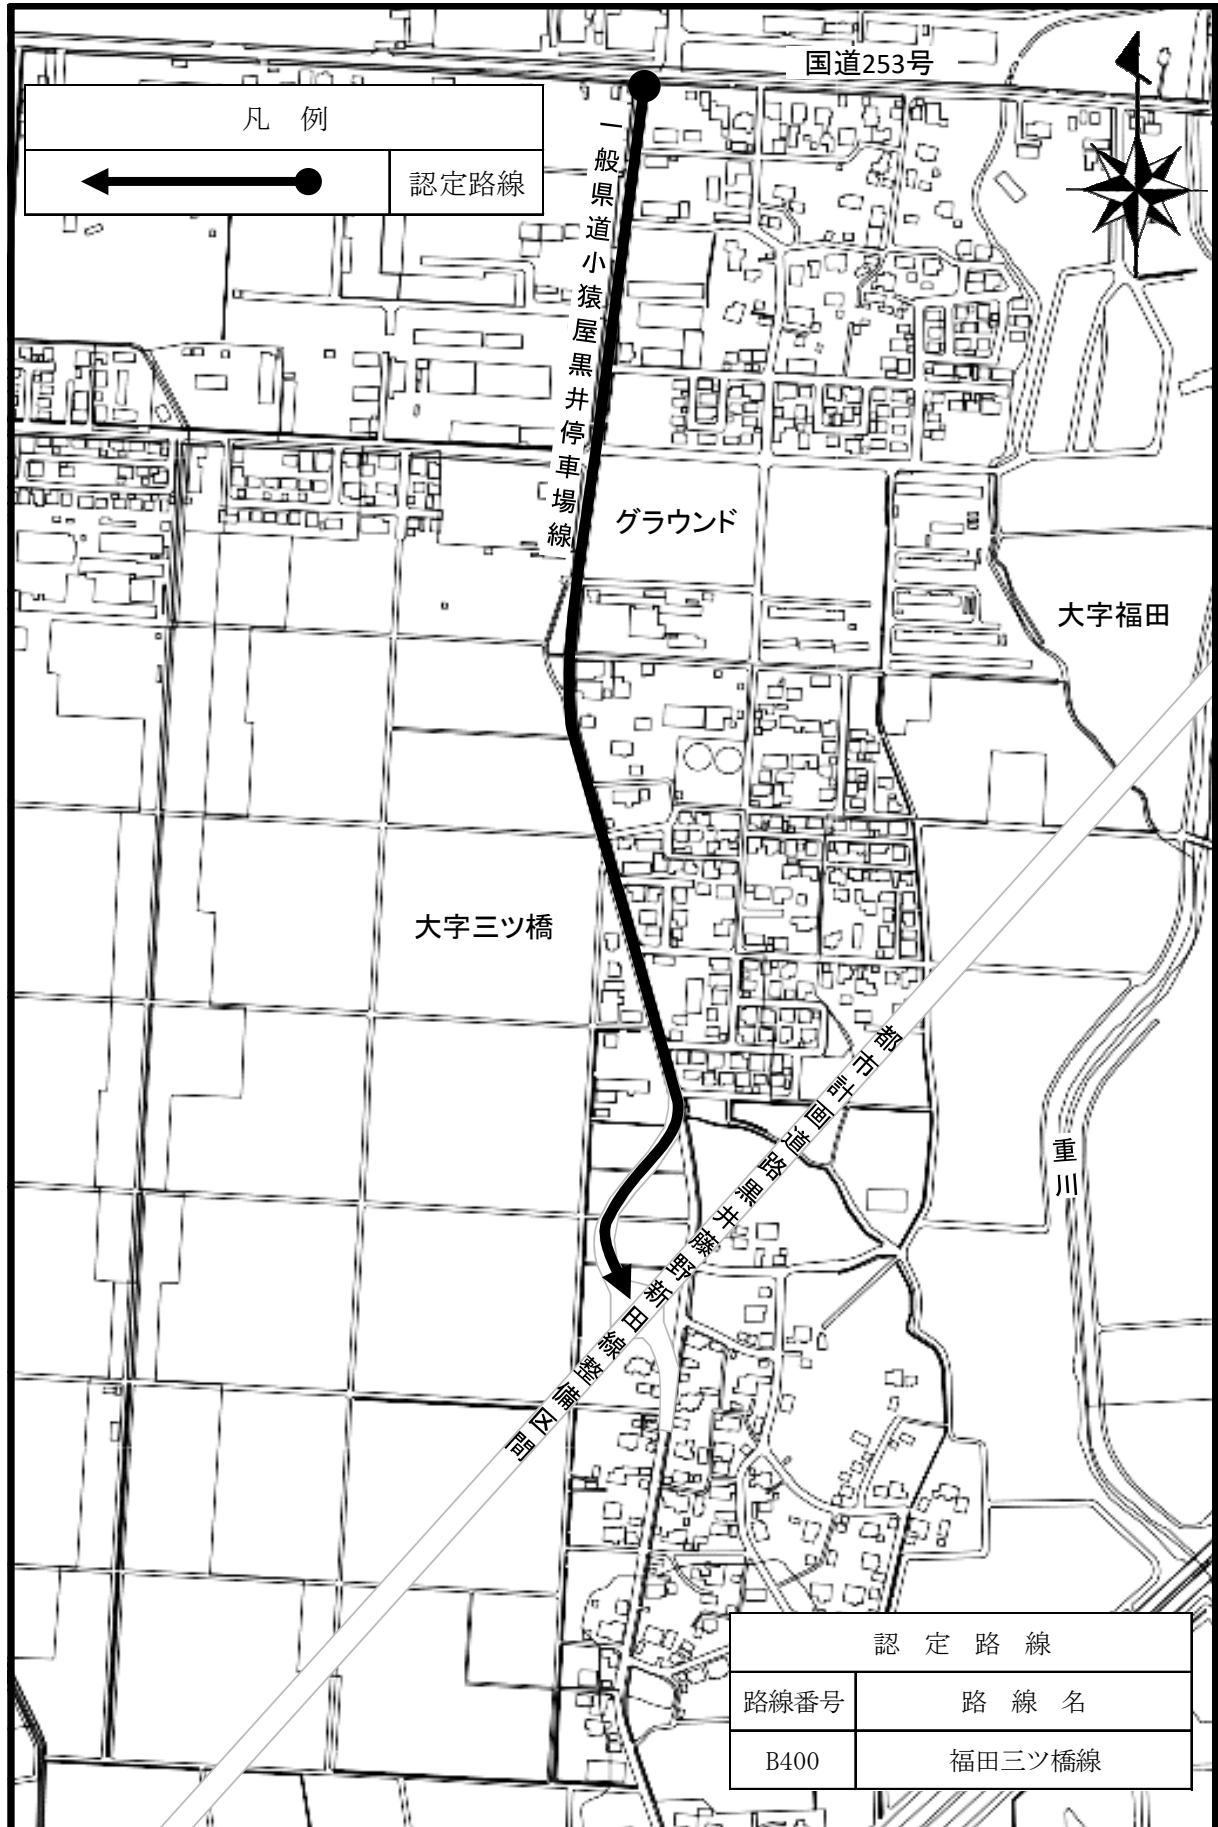 国道253号
凡 例
認定路線
一般県道小猿屋黒井停車場線
グラウンド
大字福田
大字三ツ橋
都市計画道路黒井藤野新田線整備区間
重川
認 定 路 線
路線番号
路 線 名
B400
福田三ツ橋線